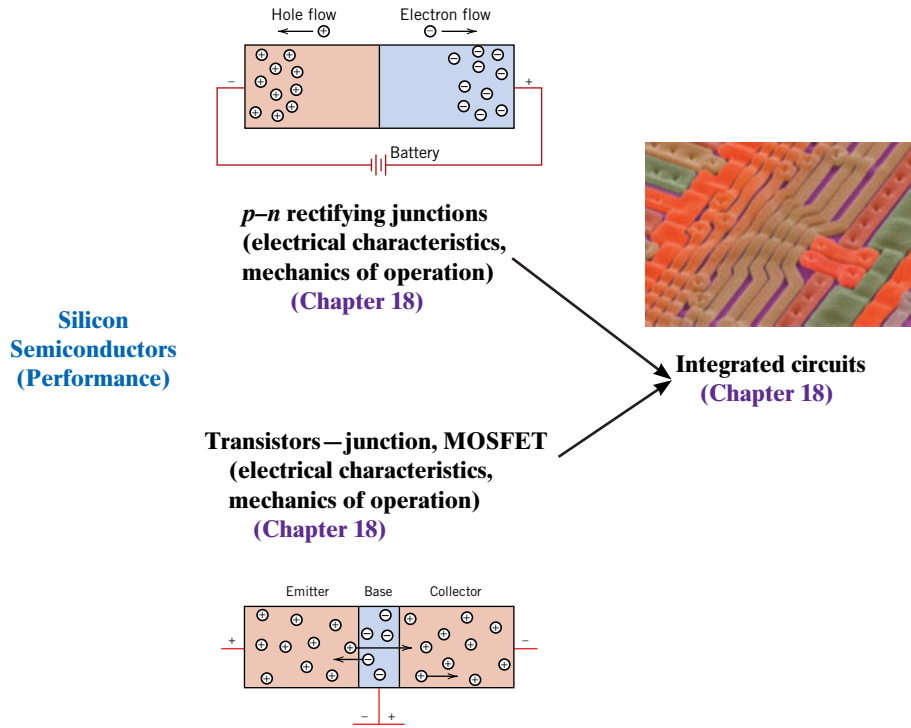 Hole flow
Electron flow
← ⊕
⊖ →
−
+
Battery
p–n rectifying junctions
(electrical characteristics,
mechanics of operation)
(Chapter 18)
Silicon
Semiconductors
(Performance)
Integrated circuits
(Chapter 18)
Transistors—junction, MOSFET
(electrical characteristics,
mechanics of operation)
(Chapter 18)
Emitter
Base
Collector
+
−
− +